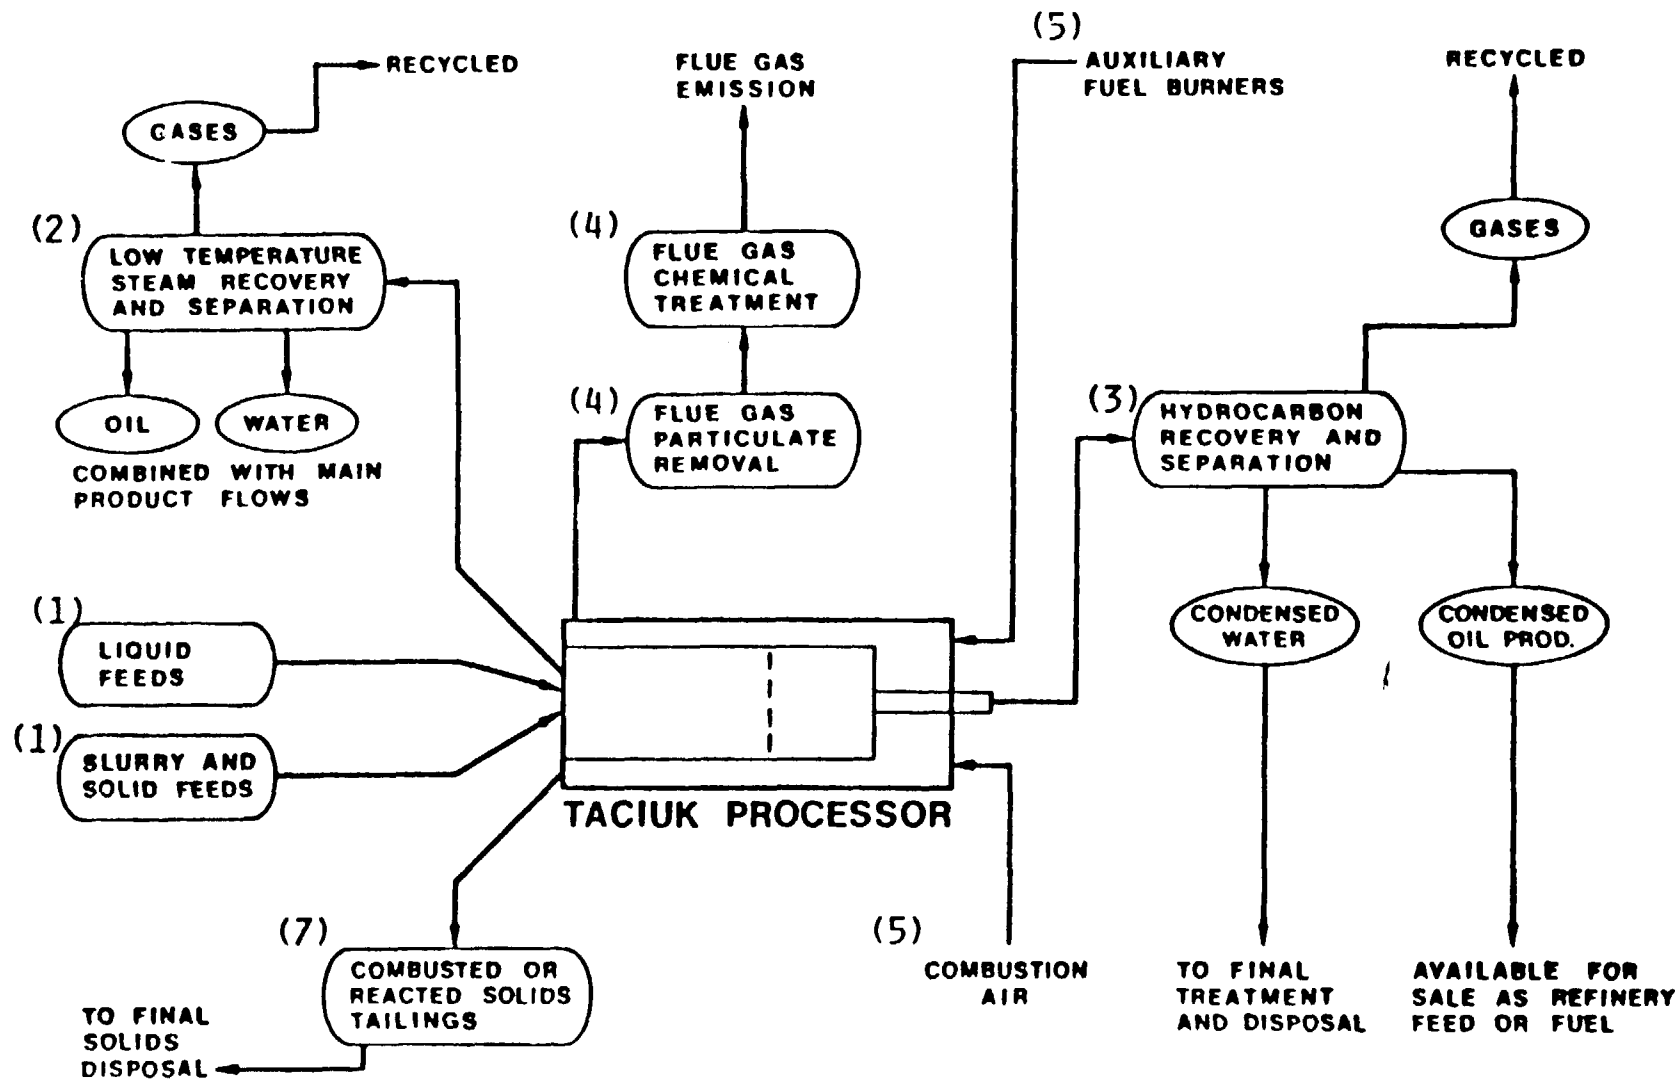 (5)
RECYCLED
FLUE GAS
EMISSION
AUXILIARY
FUEL BURNERS
RECYCLED
GASES
(2)
LOW TEMPERATURE
STEAM RECOVERY
AND SEPARATION
(4)
FLUE GAS
CHEMICAL
TREATMENT
GASES
OIL
WATER
COMBINED WITH MAIN
PRODUCT FLOWS
(4)
FLUE GAS
PARTICULATE
REMOVAL
(3)
HYDROCARBON
RECOVERY AND
SEPARATION
(1)
LIQUID
FEEDS
(1)
SLURRY AND
SOLID FEEDS
TACIUK PROCESSOR
CONDENSED
WATER
CONDENSED
OIL PROD.
(7)
COMBUSTED OR
REACTED SOLIDS
TAILINGS
TO FINAL
SOLIDS
DISPOSAL
(5)
COMBUSTION
AIR
TO FINAL
TREATMENT
AND DISPOSAL
AVAILABLE FOR
SALE AS REFINERY
FEED OR FUEL